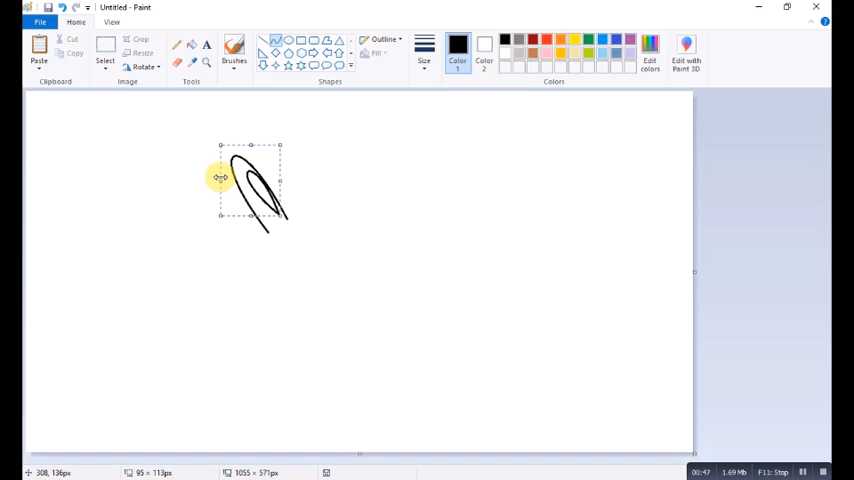 Untitled - Paint
File Home View
Paste
Cut
Copy
Clipboard
Select
Crop
Resize
Rotate
Image
A
Tools
Brushes
Outline
Fill
Shapes
Size
Color 1
Color 2
Edit colors
Colors
Edit with Paint 3D
308, 136px 95 × 113px 1055 × 571px
00:47 1.69 Mb F11: Stop